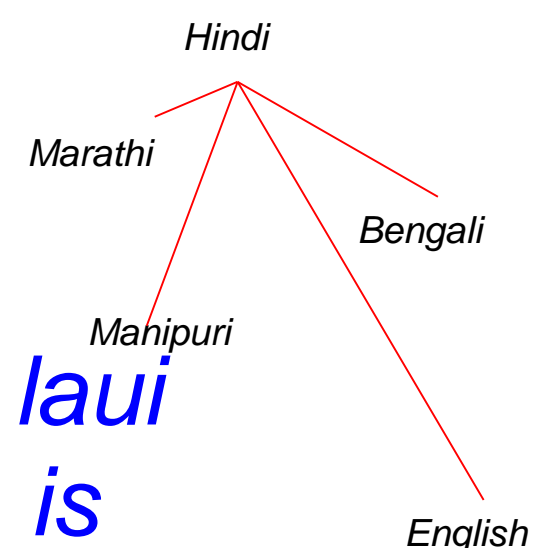 Hindi
Marathi
Bengali
Manipuri
laui
is
English